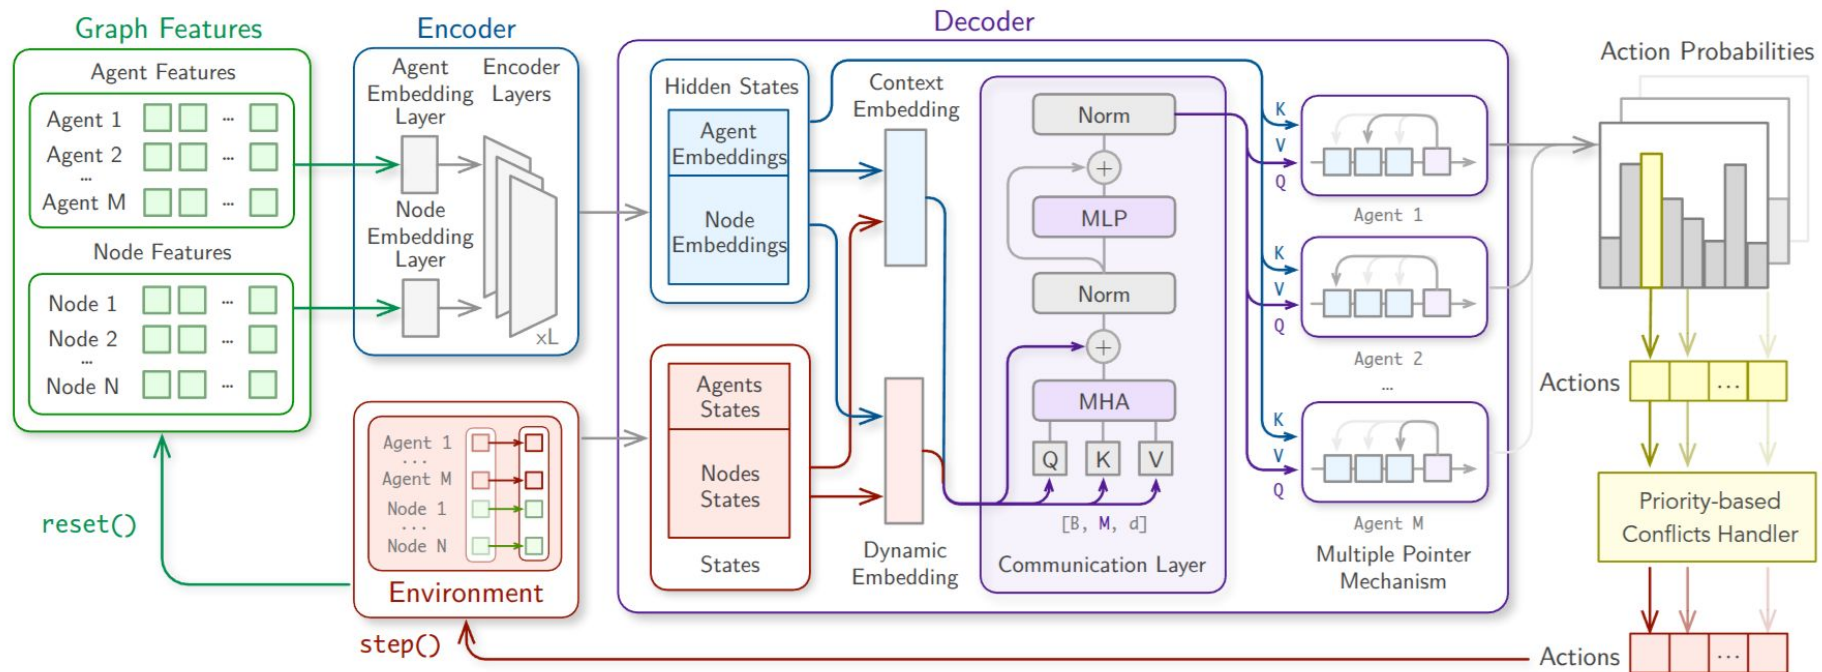 Graph Features
Agent Features
Agent 1
...
Agent 2
...
...
Agent M
...
Node Features
Node 1
...
Node 2
...
...
Node N
...
reset()
Encoder
Agent
Embedding
Layer
Encoder
Layers
Node
Embedding
Layer
xL
Agent 1
...
Agent M
Node 1
...
Node N
Environment
step()
Decoder
Hidden States
Agent
Embeddings
Node
Embeddings
Agents
States
Nodes
States
States
Context
Embedding
Dynamic
Embedding
Norm
+
MLP
Norm
+
MHA
Q K V
[B, M, d]
Communication Layer
K
V
Q
Agent 1
K
V
Q
Agent 2
...
K
V
Q
Agent M
Multiple Pointer
Mechanism
Action Probabilities
Actions
...
Priority-based
Conflicts Handler
Actions
...